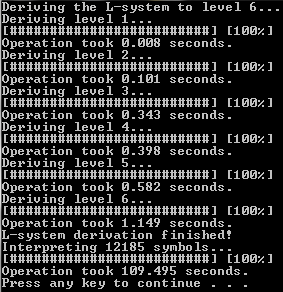 Deriving the L-system to level 6...
Deriving level 1...
[#########################] [100%]
Operation took 0.008 seconds.
Deriving level 2...
[#########################] [100%]
Operation took 0.101 seconds.
Deriving level 3...
[#########################] [100%]
Operation took 0.343 seconds.
Deriving level 4...
[#########################] [100%]
Operation took 0.398 seconds.
Deriving level 5...
[#########################] [100%]
Operation took 0.582 seconds.
Deriving level 6...
[#########################] [100%]
Operation took 1.149 seconds.
L-system derivation finished!
Interpreting 12185 symbols...
[#########################] [100%]
Operation took 109.495 seconds.
Press any key to continue . . .